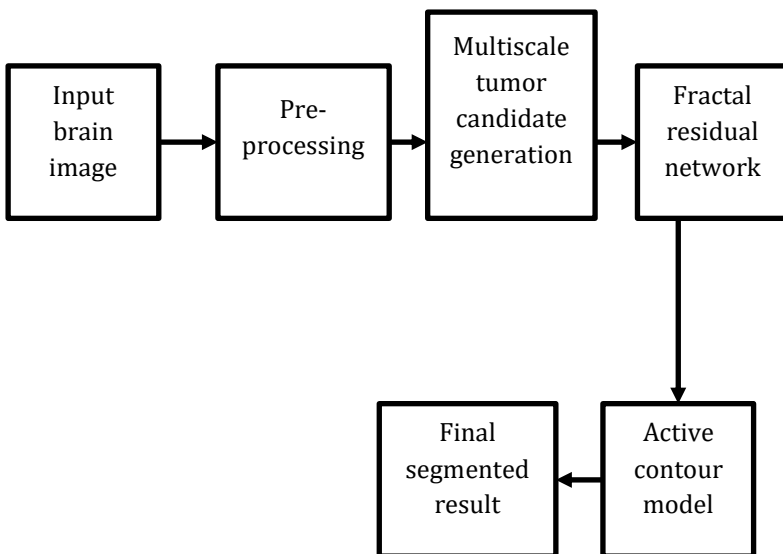 Input
brain
image
Pre-
processing
Multiscale
tumor
candidate
generation
Fractal
residual
network
Active
contour
model
Final
segmented
result